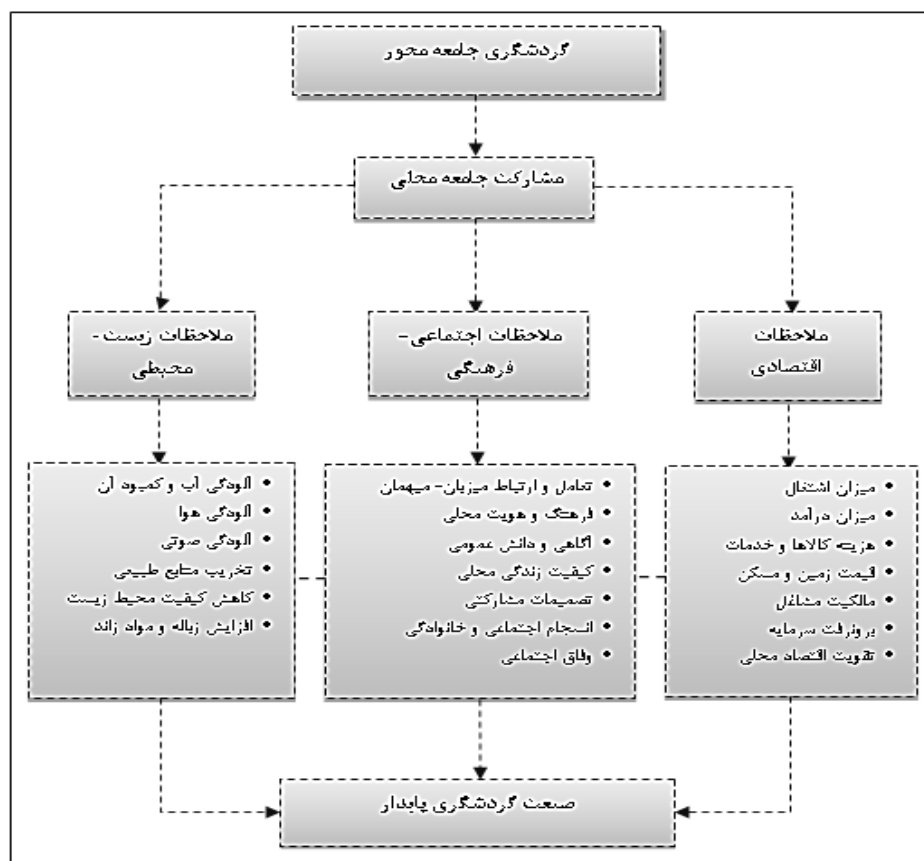 گردشگری جامعه محور
مشارکت جامعه محلی
ملاحظات
اقتصادی
ملاحظات اجتماعی-
فرهنگی
ملاحظات زیست-
محیطی
• میزان اشتغال
• میزان درآمد
• هزینه کالاها و خدمات
• قیمت زمین و مسکن
• مالکیت مشاغل
• برونرفت سرمایه
• تقویت اقتصاد محلی
• تعامل و ارتباط میزبان- میهمان
• فرهنگ و هویت محلی
• آگاهی و دانش عمومی
• کیفیت زندگی محلی
• تصمیمات مشارکتی
• انسجام اجتماعی و خانوادگی
• وفاق اجتماعی
• آلودگی آب و کمبود آن
• آلودگی هوا
• آلودگی صوتی
• تخریب منابع طبیعی
• کاهش کیفیت محیط زیست
• افزایش زباله و مواد زائد
صنعت گردشگری پایدار